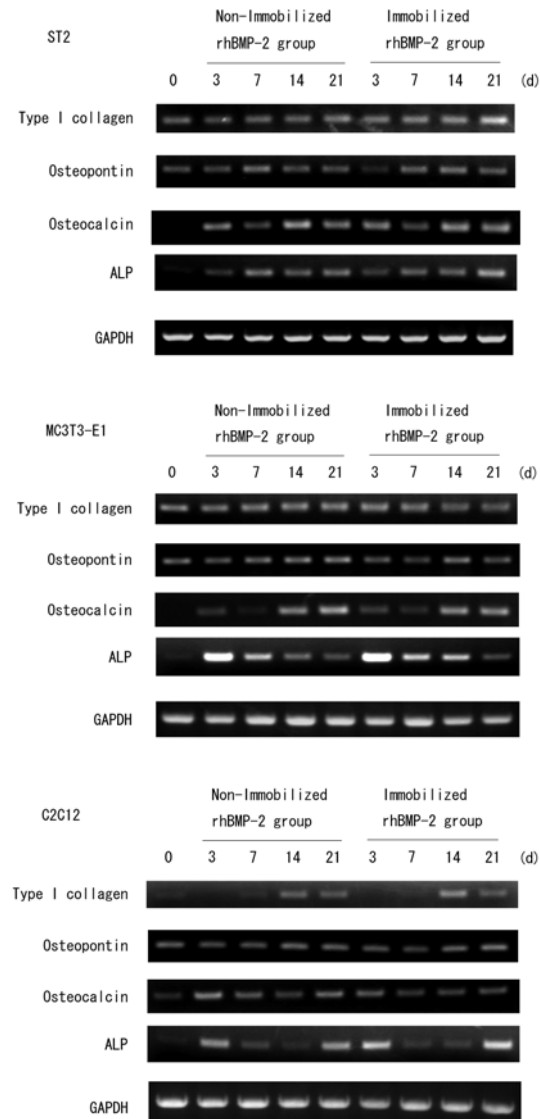 Non-Immobilized Immobilized
ST2 rhBMP-2 group rhBMP-2 group
0 3 7 14 21 3 7 14 21 (d)
Type I collagen
Osteopontin
Osteocalcin
ALP
GAPDH
Non-Immobilized Immobilized
MC3T3-E1 rhBMP-2 group rhBMP-2 group
0 3 7 14 21 3 7 14 21 (d)
Type I collagen
Osteopontin
Osteocalcin
ALP
GAPDH
Non-Immobilized Immobilized
C2C12 rhBMP-2 group rhBMP-2 group
0 3 7 14 21 3 7 14 21 (d)
Type I collagen
Osteopontin
Osteocalcin
ALP
GAPDH